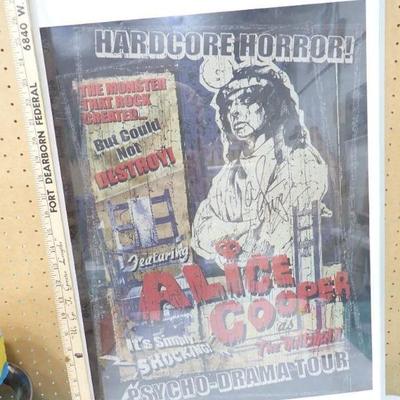 HARDCORE HORROR!
THE MONSTER
THAT ROCK
CREATED...
But Could
Not
DESTROY!
Featuring
ALICE
COOPER
as
It's Simply
SHOCKING!
PSYCHO-DRAMA TOUR
FORT DEARBORN FEDERAL
6840 W.